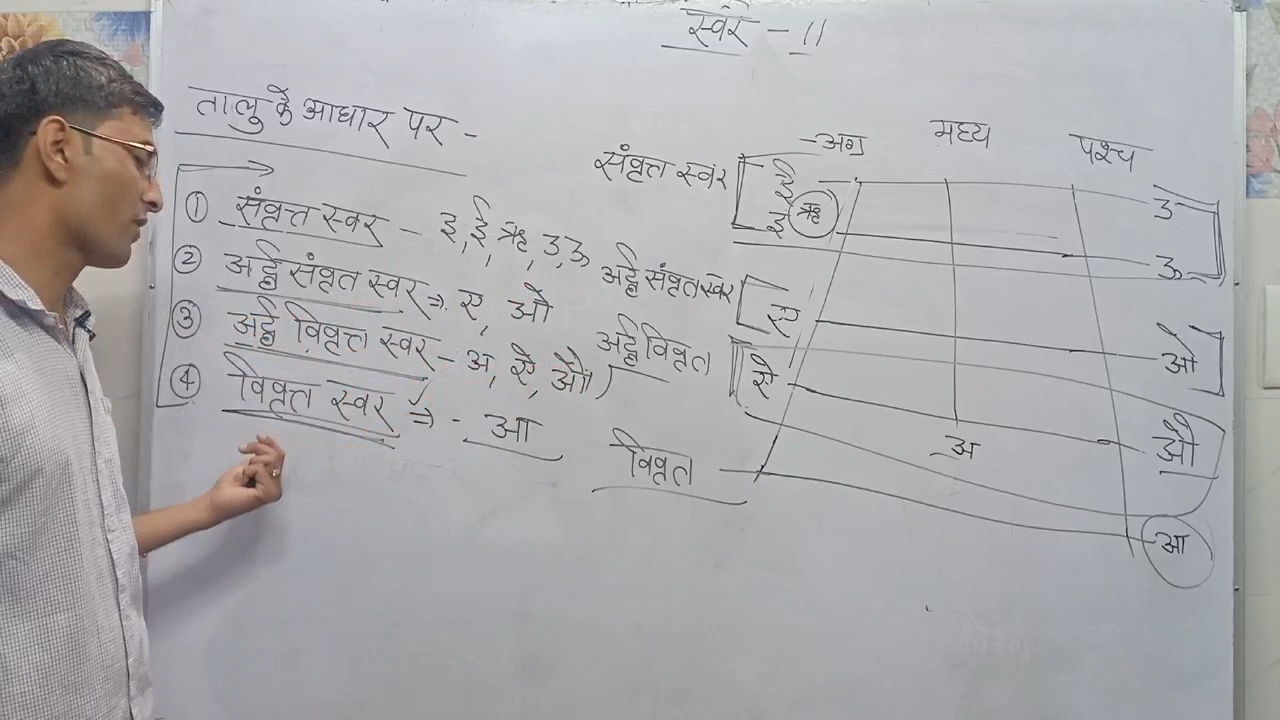 स्वर - 11
तालु के आधार पर -
① संवृत्त स्वर - इ, ई, ऋ, उ, ऊ
② अर्द्ध संवृत स्वर ⇒ ए, ओ
③ अर्द्ध विवृत्त स्वर - अ, ऐ, औ)
④ विवृत्त स्वर ⇒ - आ
अग्र मध्य पश्च
संवृत्त स्वर ई उ
इ ऋ ऊ
अर्द्ध संवृत स्वर ए ओ
अर्द्ध विवृत ऐ अ औ
विवृत आ